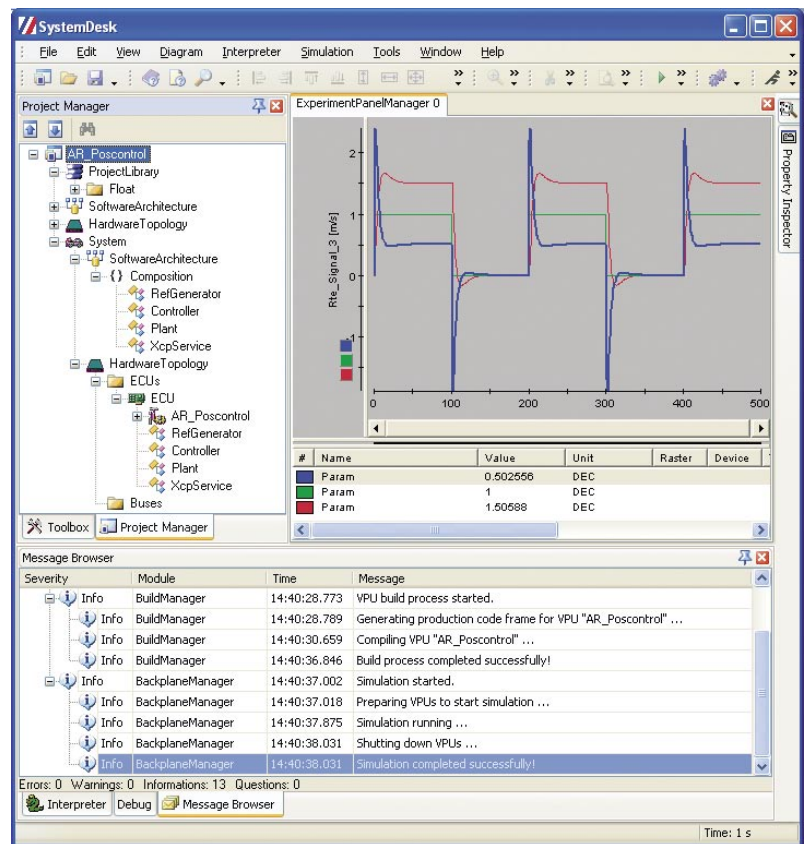 SystemDesk
File Edit View Diagram Interpreter Simulation Tools Window Help
Project Manager
AR_Poscontrol
ProjectLibrary
Float
SoftwareArchitecture
HardwareTopology
System
SoftwareArchitecture
{} Composition
RefGenerator
Controller
Plant
XcpService
HardwareTopology
ECUs
ECU
AR_Poscontrol
RefGenerator
Controller
Plant
XcpService
Buses
Toolbox Project Manager
ExperimentPanelManager 0
Rte_Signal_3 [m/s]
2
1
0
-1
0 100 200 300 400 500
# Name Value Unit Raster Device
Param 0.502556 DEC
Param 1 DEC
Param 1.50588 DEC
Property Inspector
Message Browser
Severity Module Time Message
Info BuildManager 14:40:28.773 VPU build process started.
Info BuildManager 14:40:28.789 Generating production code frame for VPU "AR_Poscontrol" ...
Info BuildManager 14:40:30.659 Compiling VPU "AR_Poscontrol" ...
Info BuildManager 14:40:36.846 Build process completed successfully!
Info BackplaneManager 14:40:37.002 Simulation started.
Info BackplaneManager 14:40:37.018 Preparing VPUs to start simulation ...
Info BackplaneManager 14:40:37.875 Simulation running ...
Info BackplaneManager 14:40:38.031 Shutting down VPUs ...
Info BackplaneManager 14:40:38.031 Simulation completed successfully!
Errors: 0 Warnings: 0 Informations: 13 Questions: 0
Interpreter Debug Message Browser
Time: 1 s